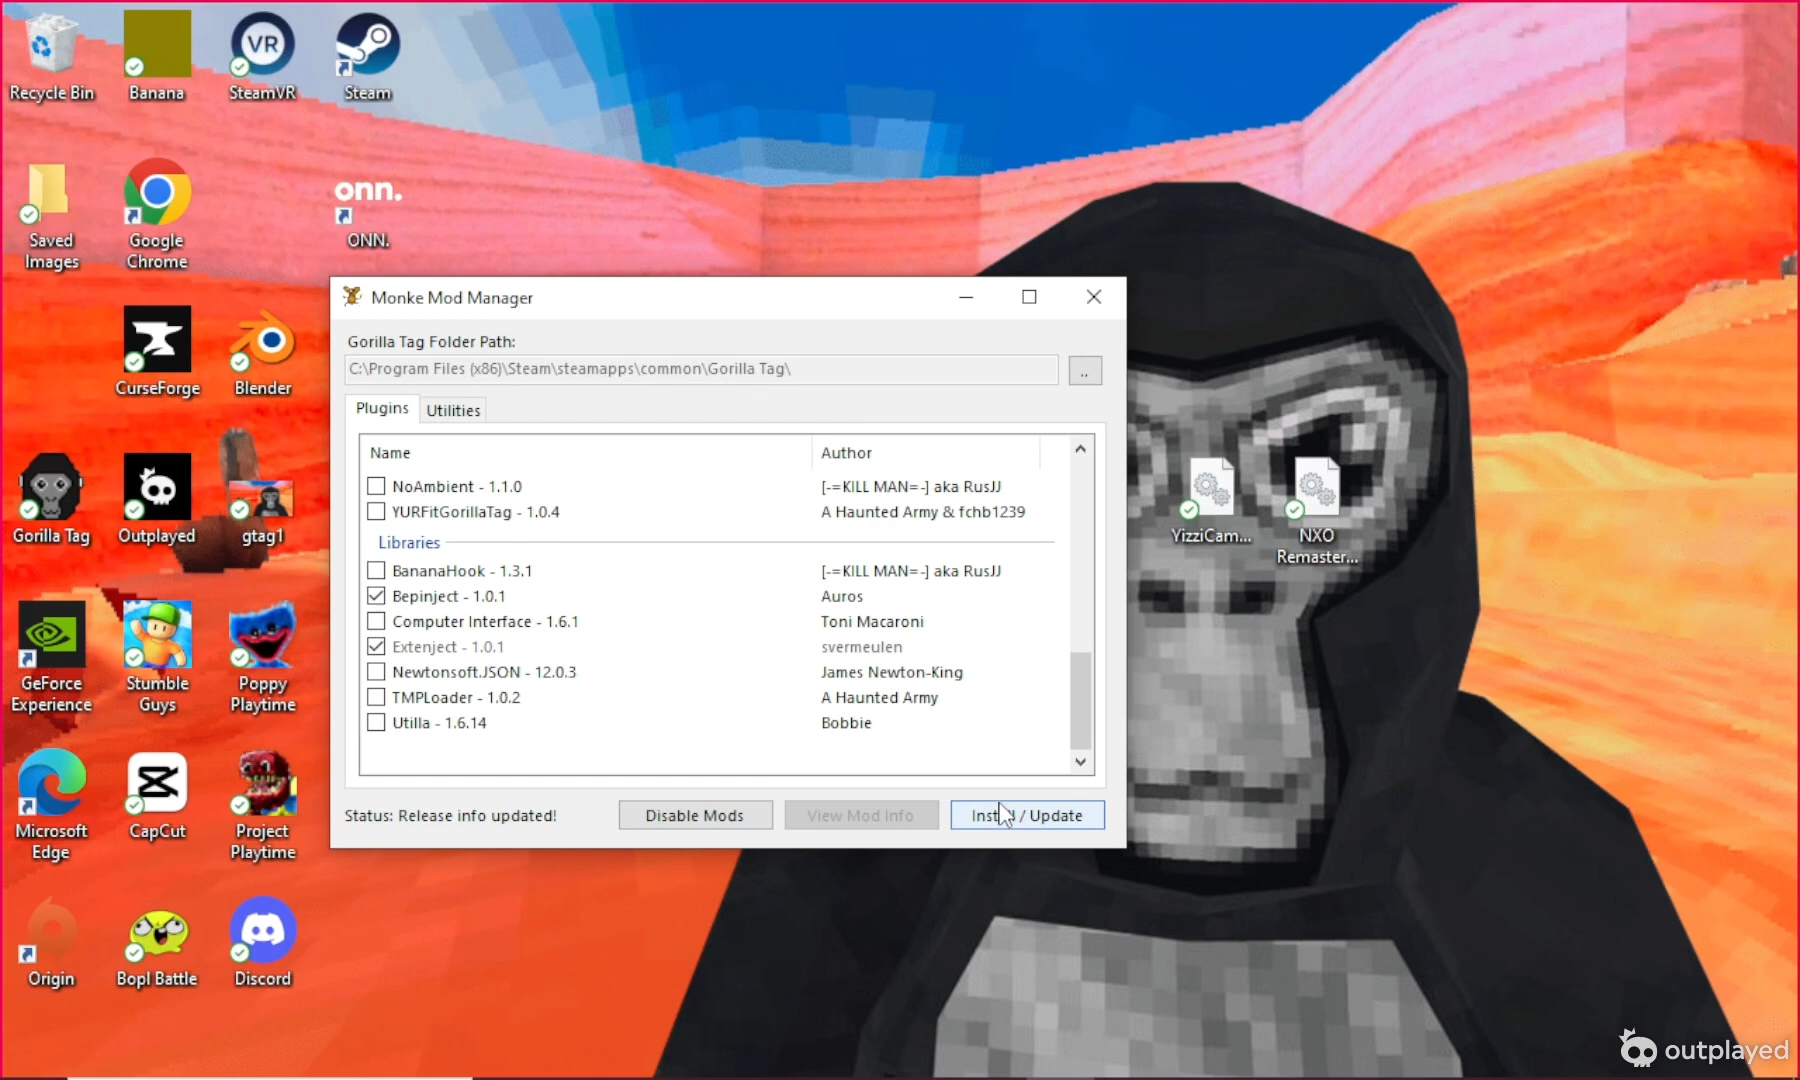 Recycle Bin
Banana
VR
SteamVR
Steam
Saved
Images
Google
Chrome
onn.
ONN.
CurseForge
Blender
Gorilla Tag
Outplayed
gtag1
GeForce
Experience
Stumble
Guys
Poppy
Playtime
Microsoft
Edge
CapCut
Project
Playtime
Origin
Bopl Battle
Discord
Monke Mod Manager
Gorilla Tag Folder Path:
C:\Program Files (x86)\Steam\steamapps\common\Gorilla Tag\
..
Plugins
Utilities
Name
Author
NoAmbient - 1.1.0
[-=KILL MAN=-] aka RusJJ
YURFitGorillaTag - 1.0.4
A Haunted Army & fchb1239
Libraries
BananaHook - 1.3.1
[-=KILL MAN=-] aka RusJJ
Bepinject - 1.0.1
Auros
Computer Interface - 1.6.1
Toni Macaroni
Extenject - 1.0.1
svermeulen
Newtonsoft.JSON - 12.0.3
James Newton-King
TMPLoader - 1.0.2
A Haunted Army
Utilla - 1.6.14
Bobbie
Status: Release info updated!
Disable Mods
View Mod Info
Install / Update
YizziCam...
NXO
Remaster...
outplayed